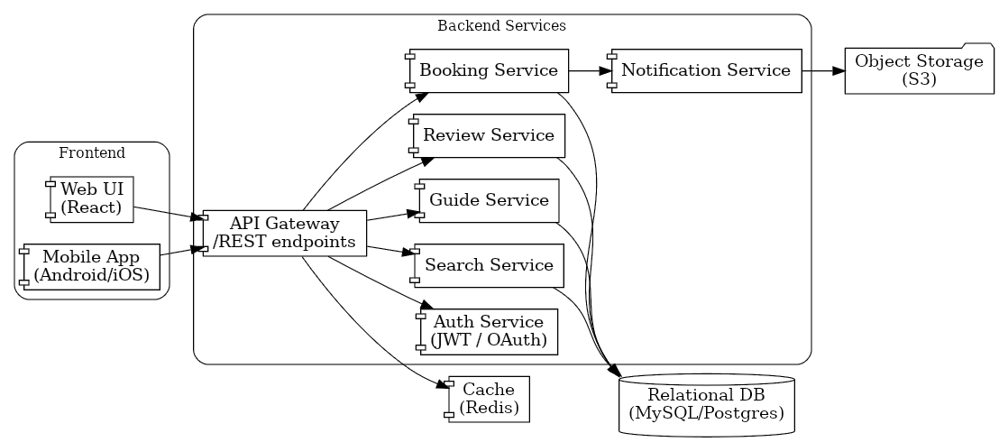 Backend Services
Booking Service
Notification Service
Object Storage
(S3)
Review Service
Frontend
Web UI
(React)
Guide Service
API Gateway
/REST endpoints
Mobile App
(Android/iOS)
Search Service
Auth Service
(JWT / OAuth)
Cache
(Redis)
Relational DB
(MySQL/Postgres)